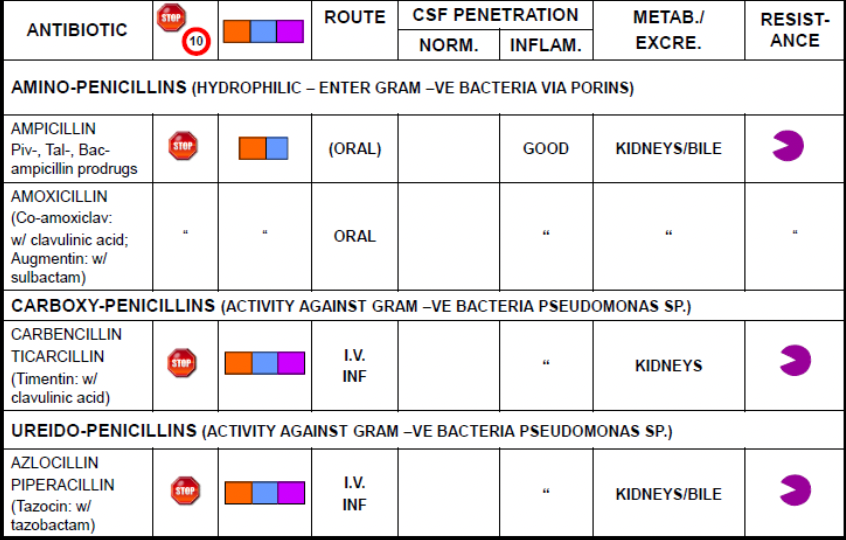 ANTIBIOTIC
STOP
10
ROUTE
CSF PENETRATION
NORM.
INFLAM.
METAB./
EXCRE.
RESIST-
ANCE
AMINO-PENICILLINS (HYDROPHILIC – ENTER GRAM –VE BACTERIA VIA PORINS)
AMPICILLIN
Piv-, Tal-, Bac-
ampicillin prodrugs
STOP
(ORAL)
GOOD
KIDNEYS/BILE
AMOXICILLIN
(Co-amoxiclav:
w/ clavulinic acid;
Augmentin: w/
sulbactam)
“
“
ORAL
“
“
“
CARBOXY-PENICILLINS (ACTIVITY AGAINST GRAM –VE BACTERIA PSEUDOMONAS SP.)
CARBENCILLIN
TICARCILLIN
(Timentin: w/
clavulinic acid)
STOP
I.V.
INF
“
KIDNEYS
UREIDO-PENICILLINS (ACTIVITY AGAINST GRAM –VE BACTERIA PSEUDOMONAS SP.)
AZLOCILLIN
PIPERACILLIN
(Tazocin: w/
tazobactam)
STOP
I.V.
INF
“
KIDNEYS/BILE